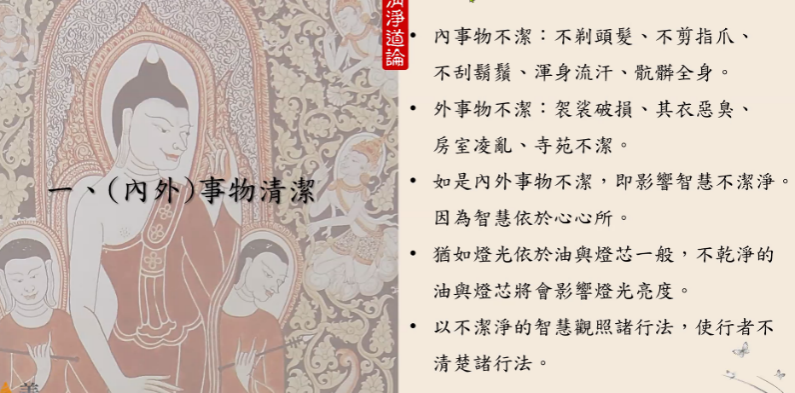 清淨道論
一、(內外)事物清潔
• 內事物不潔：不剃頭髮、不剪指爪、
不刮鬍鬚、渾身流汗、骯髒全身。
• 外事物不潔：袈裟破損、其衣惡臭、
房室凌亂、寺苑不潔。
• 如是內外事物不潔，即影響智慧不潔淨。
因為智慧依於心心所。
• 猶如燈光依於油與燈芯一般，不乾淨的
油與燈芯將會影響燈光亮度。
• 以不潔淨的智慧觀照諸行法，使行者不
清楚諸行法。